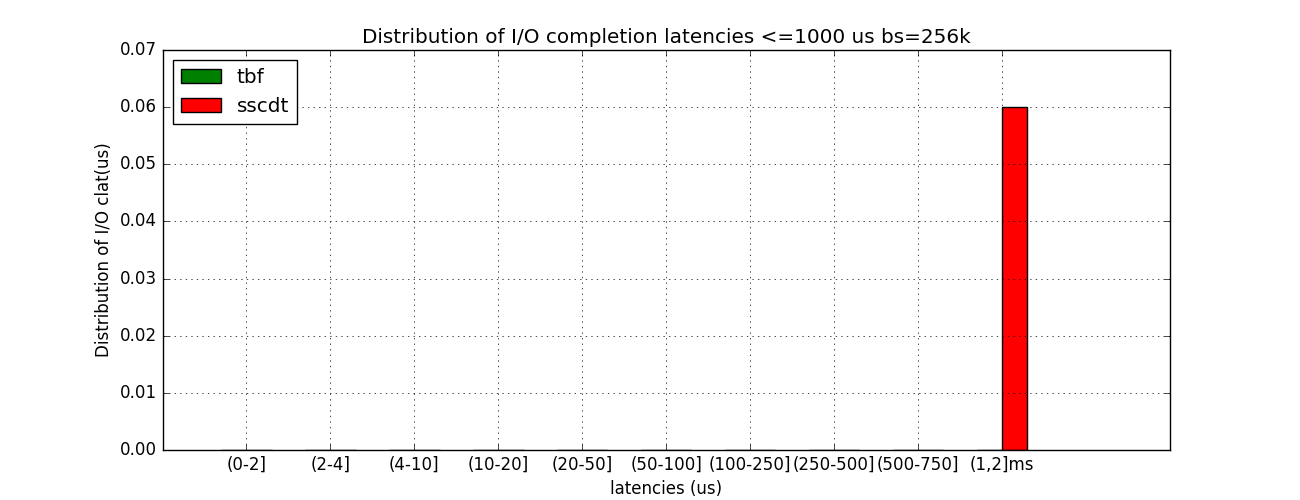 Distribution of I/O completion latencies <=1000 us bs=256k
tbf
sscdt
Distribution of I/O clat(us)
0.07
0.06
0.05
0.04
0.03
0.02
0.01
0.00
(0-2] (2-4] (4-10] (10-20] (20-50] (50-100] (100-250] (250-500] (500-750] (1,2]ms
latencies (us)